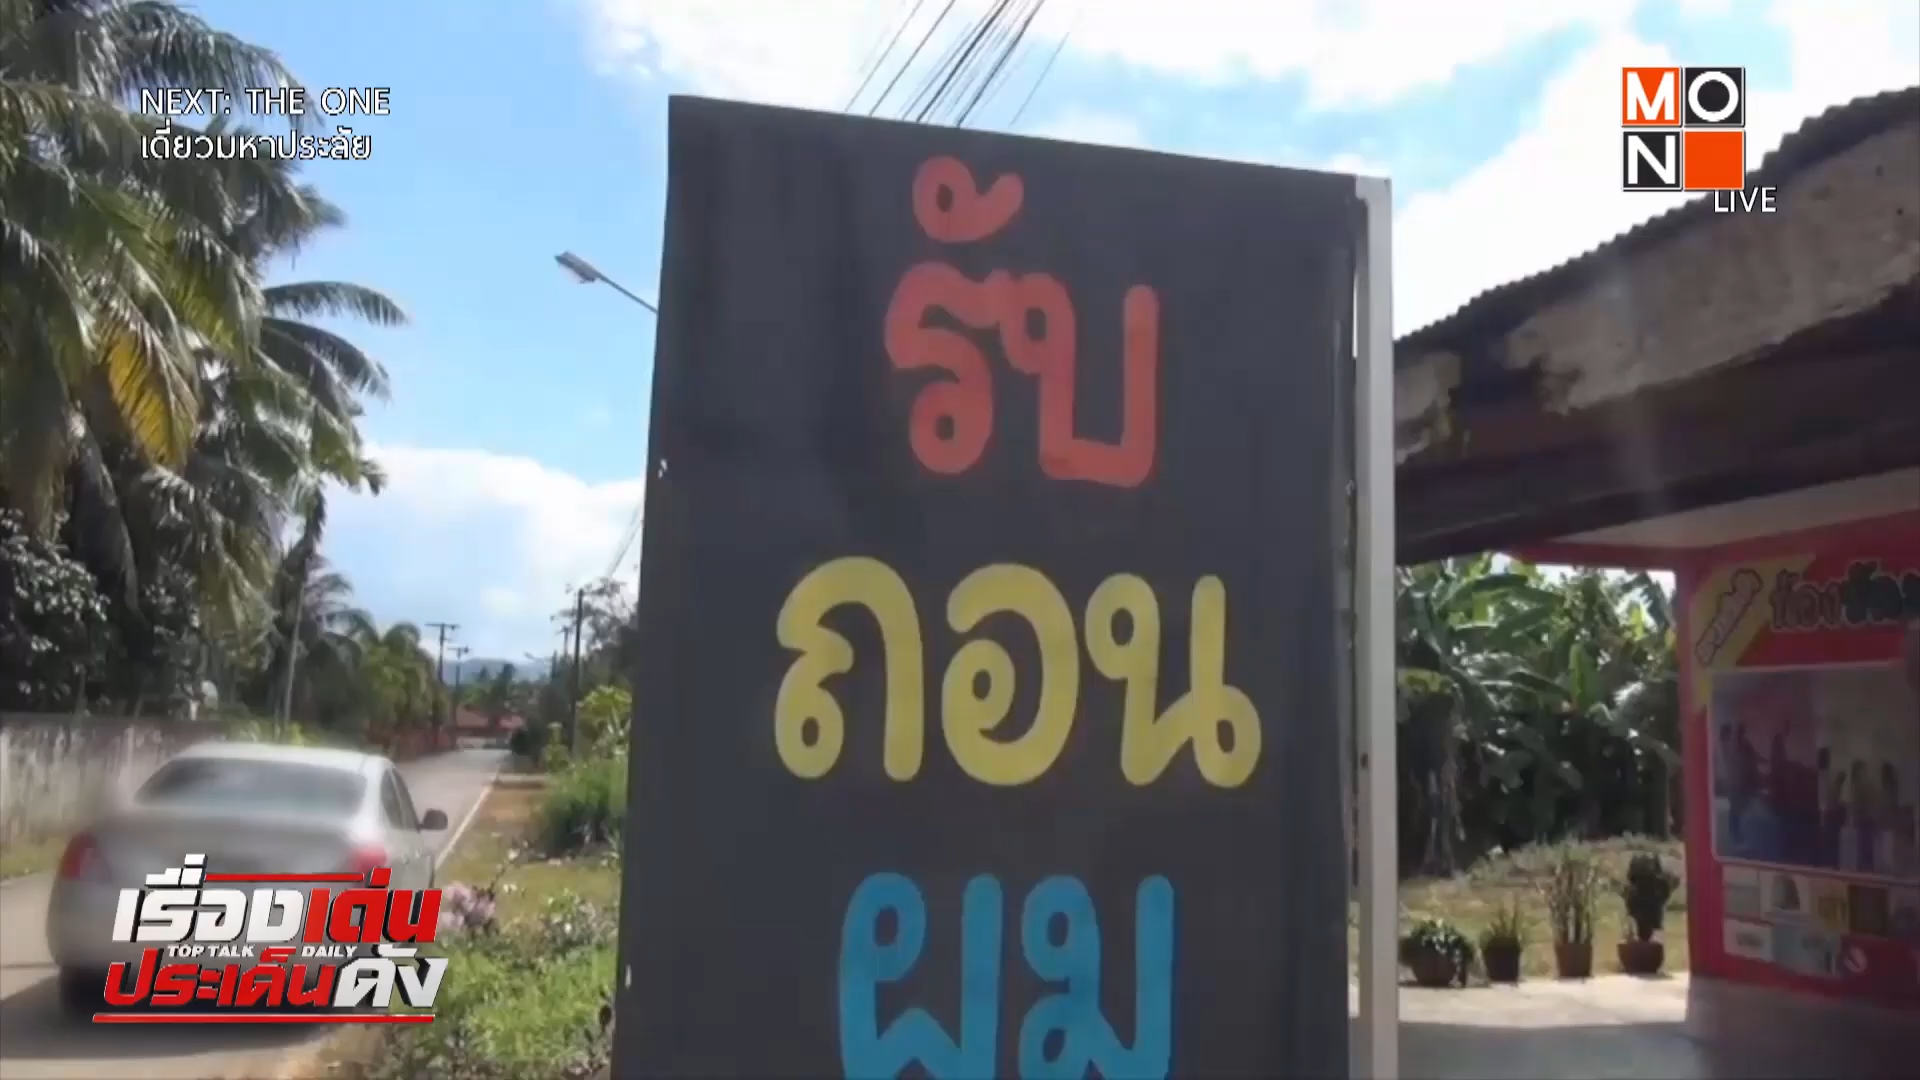 NEXT: THE ONE
เดี่ยวมหาประลัย
MONO
LIVE
รับ
ถอน
ผม
เรื่องเด่น
TOP TALK DAILY
ประเด็นดัง